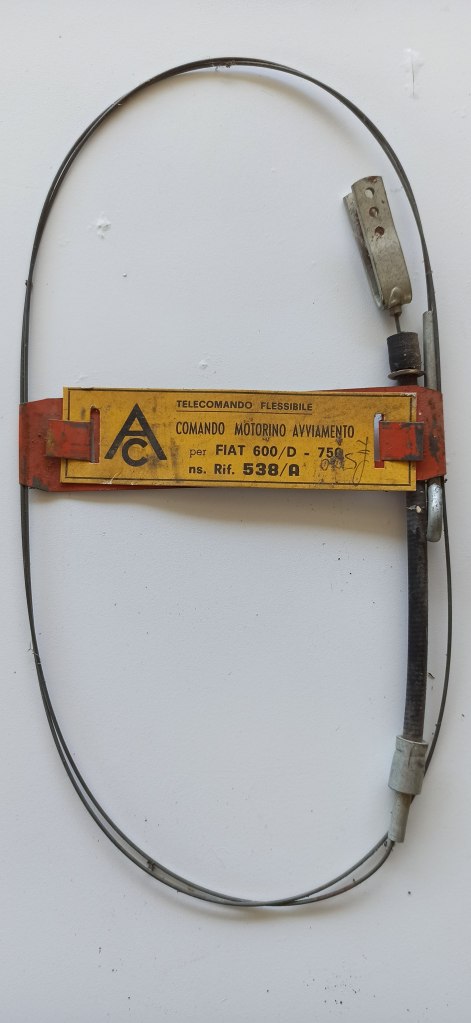 AC
TELECOMANDO FLESSIBILE
COMANDO MOTORINO AVVIAMENTO
per FIAT 600/D - 750
ns. Rif. 538/A